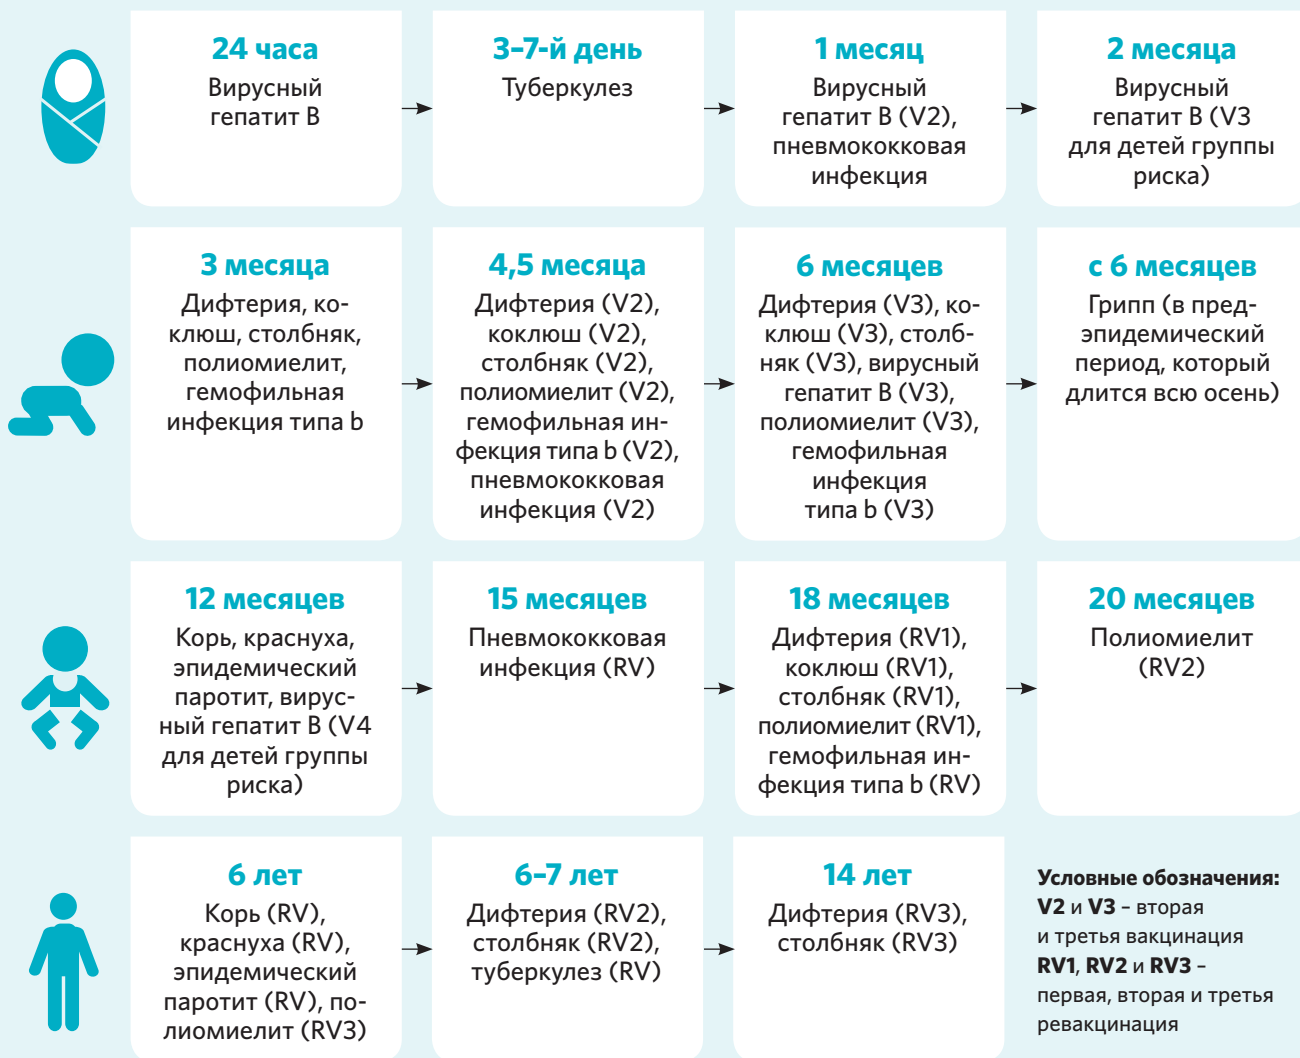 24 часа
Вирусный
гепатит В
3–7-й день
Туберкулез
1 месяц
Вирусный
гепатит В (V2),
пневмококковая
инфекция
2 месяца
Вирусный
гепатит В (V3
для детей группы
риска)
3 месяца
Дифтерия, ко-
клюш, столбняк,
полиомиелит,
гемофильная
инфекция типа b
4,5 месяца
Дифтерия (V2),
коклюш (V2),
столбняк (V2),
полиомиелит (V2),
гемофильная ин-
фекция типа b (V2),
пневмококковая
инфекция (V2)
6 месяцев
Дифтерия (V3), ко-
клюш (V3), столб-
няк (V3), вирусный
гепатит В (V3),
полиомиелит (V3),
гемофильная
инфекция
типа b (V3)
с 6 месяцев
Грипп (в пред-
эпидемический
период, который
длится всю осень)
12 месяцев
Корь, краснуха,
эпидемический
паротит, вирус-
ный гепатит В (V4
для детей группы
риска)
15 месяцев
Пневмококковая
инфекция (RV)
18 месяцев
Дифтерия (RV1),
коклюш (RV1),
столбняк (RV1),
полиомиелит (RV1),
гемофильная ин-
фекция типа b (RV)
20 месяцев
Полиомиелит
(RV2)
6 лет
Корь (RV),
краснуха (RV),
эпидемический
паротит (RV), по-
лиомиелит (RV3)
6–7 лет
Дифтерия (RV2),
столбняк (RV2),
туберкулез (RV)
14 лет
Дифтерия (RV3),
столбняк (RV3)
Условные обозначения:
V2 и V3 – вторая
и третья вакцинация
RV1, RV2 и RV3 –
первая, вторая и третья
ревакцинация